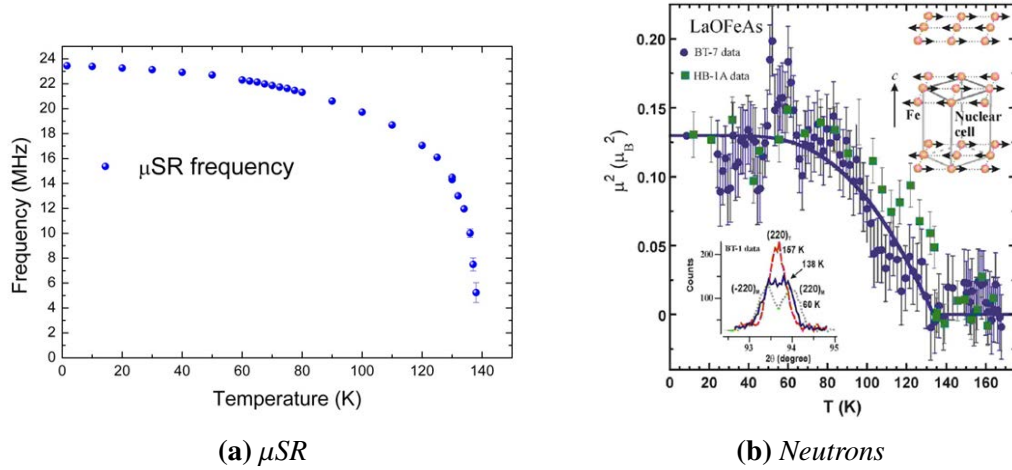 24
22
20
18
16
14
12
10
8
6
4
2
0
Frequency (MHz)
μSR frequency
0 20 40 60 80 100 120 140
Temperature (K)
(a) μSR
b
LaOFeAs
BT-7 data
HB-1A data
0.20
0.15
0.10
0.05
0
μ² (μB²)
c
Fe
Nuclear
cell
BT-1 data
(220)T
157 K
138 K
(-220)M
(220)M
60 K
200
100
Counts
93 94 95
2θ (degree)
0 20 40 60 80 100 120 140 160
T (K)
(b) Neutrons